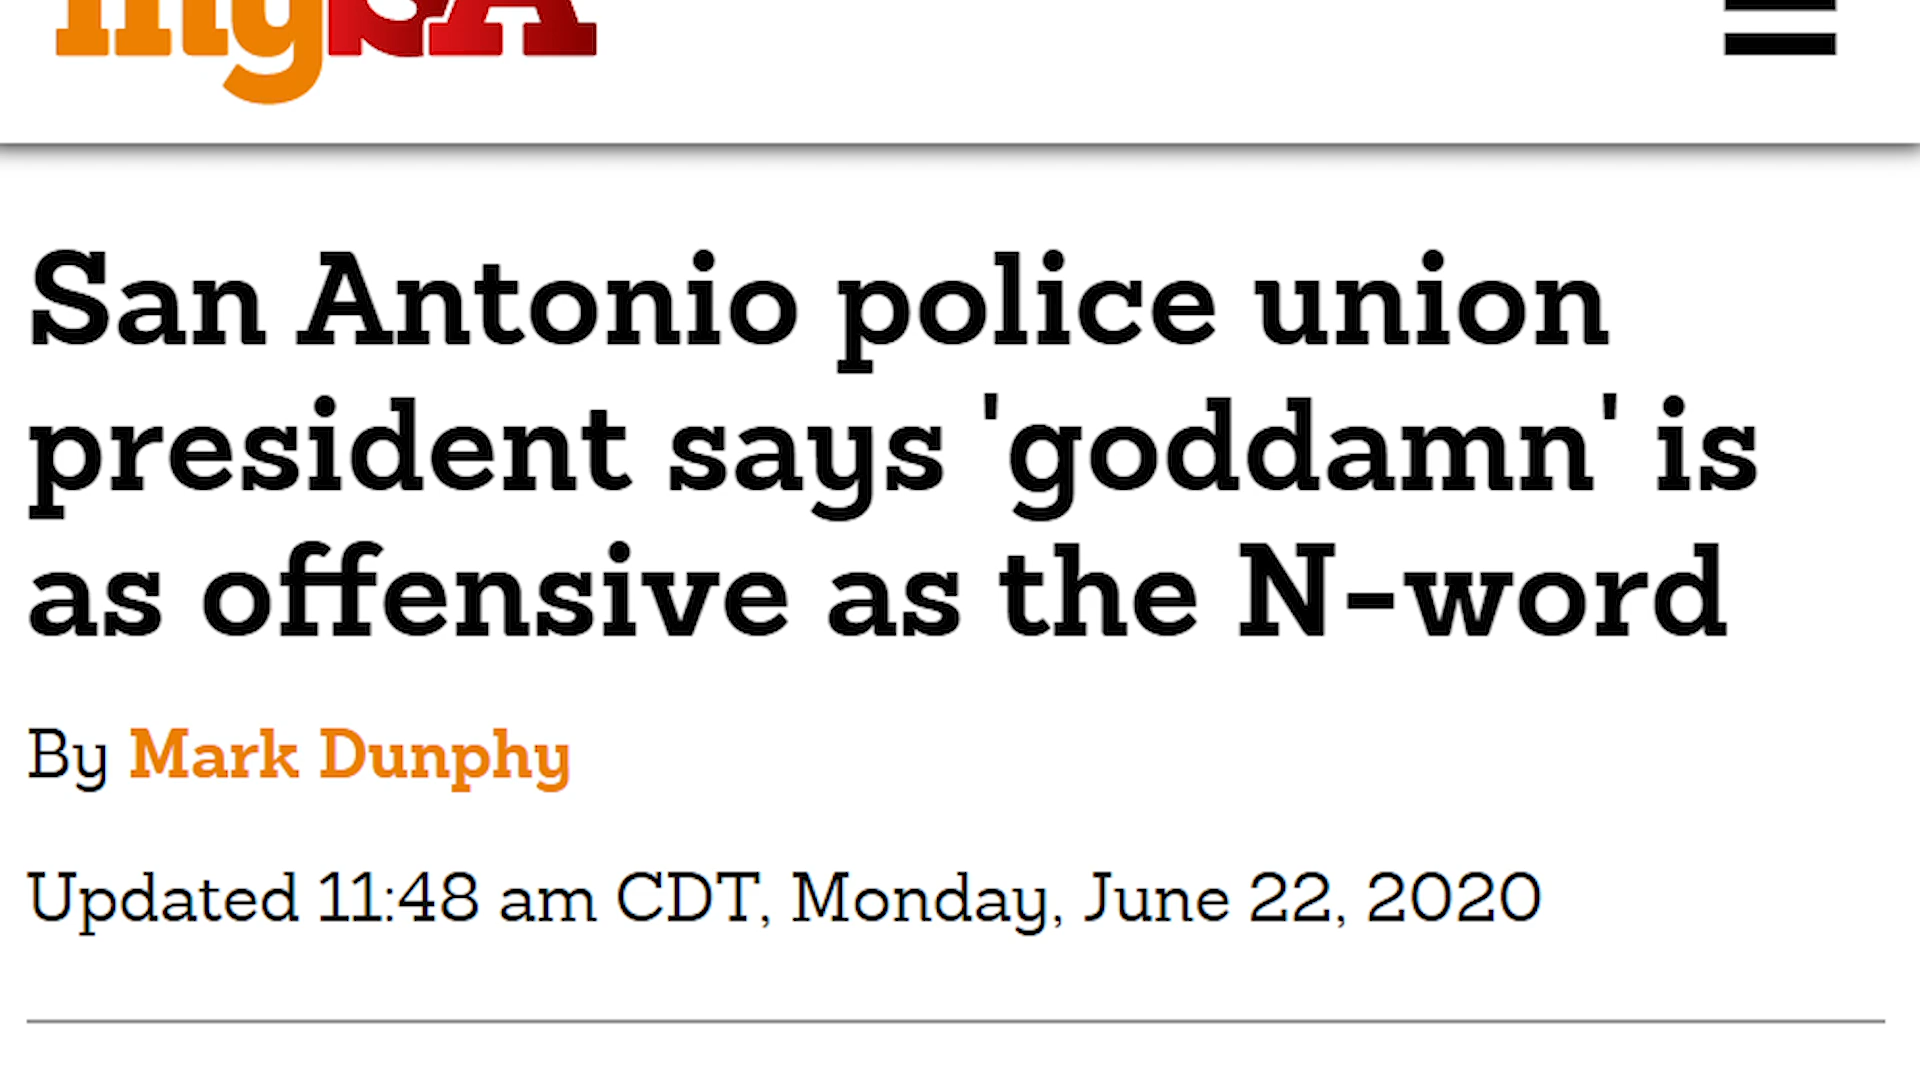 mySA
San Antonio police union
president says 'goddamn' is
as offensive as the N-word
By Mark Dunphy
Updated 11:48 am CDT, Monday, June 22, 2020